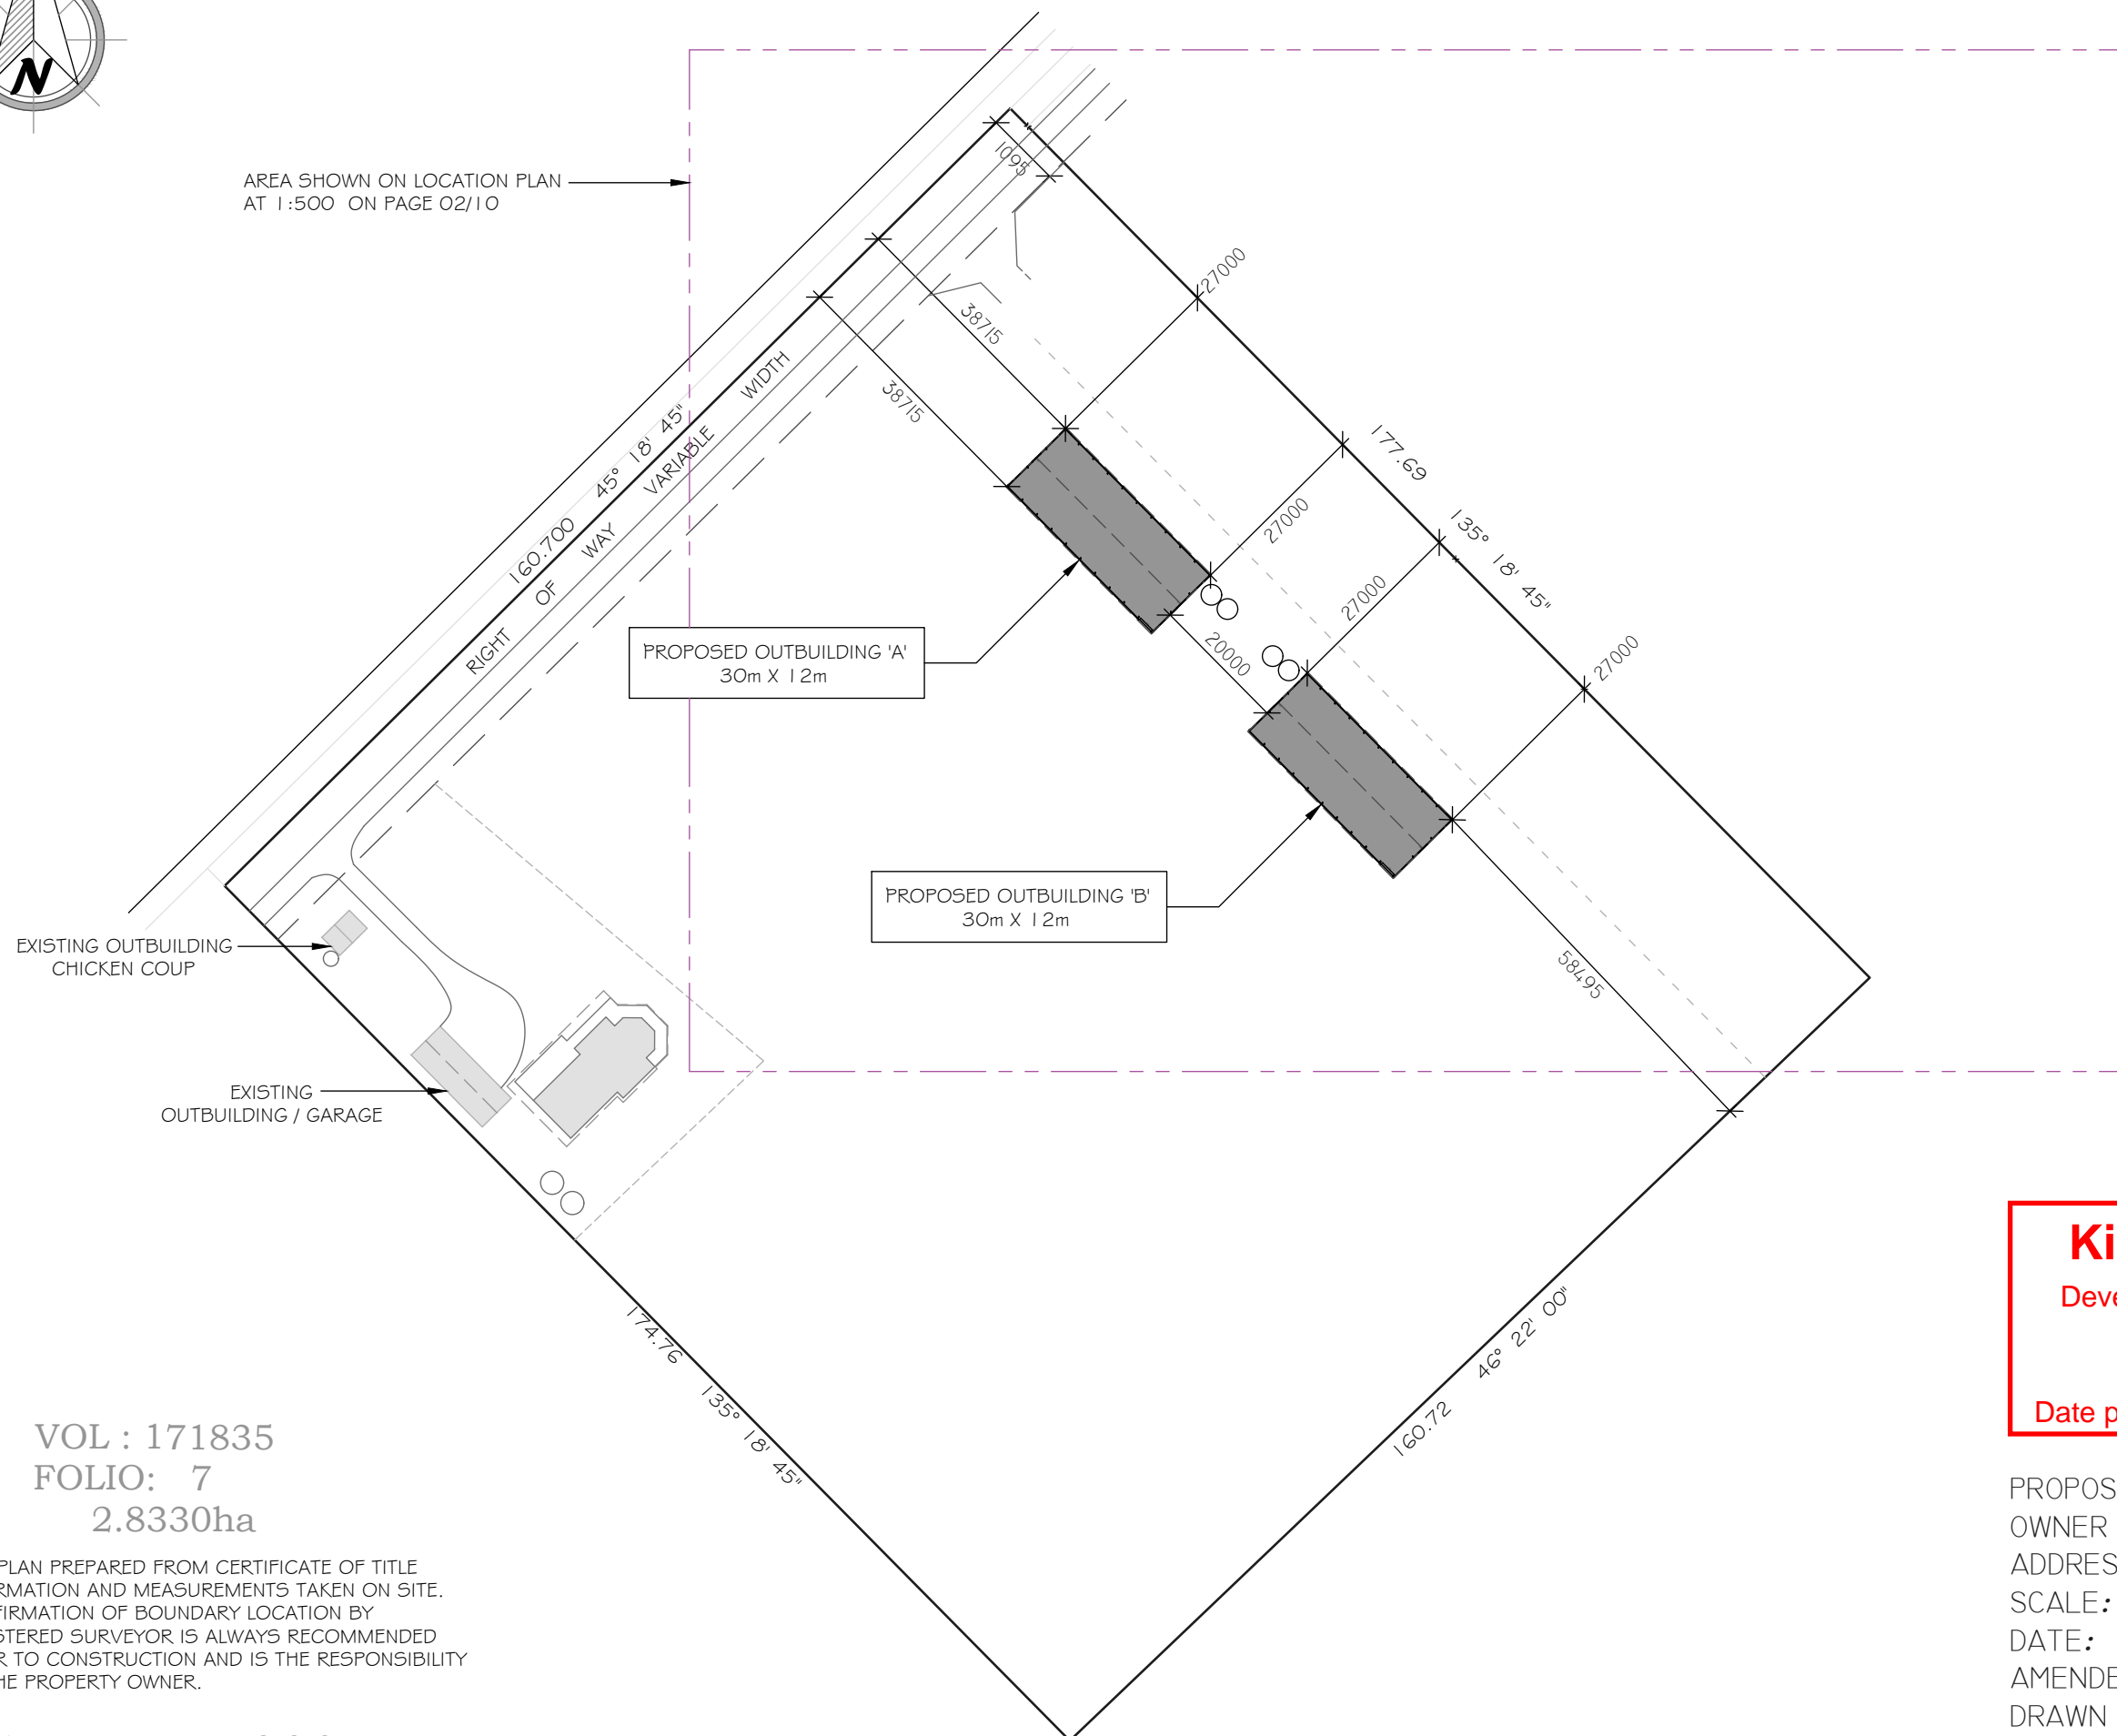 N
AREA SHOWN ON LOCATION PLAN
AT 1:500 ON PAGE 02/10
1095
27000
38715
38715
177.69
135° 18' 45"
160.700 45° 18' 45"
RIGHT OF WAY VARIABLE WIDTH
27000
27000
27000
20000
PROPOSED OUTBUILDING 'A'
30m X 12m
PROPOSED OUTBUILDING 'B'
30m X 12m
58495
EXISTING OUTBUILDING
CHICKEN COUP
EXISTING
OUTBUILDING / GARAGE
174.76 135° 18' 45"
160.72 46° 22' 00"
VOL : 171835
FOLIO: 7
2.8330ha
PLAN PREPARED FROM CERTIFICATE OF TITLE
RMATION AND MEASUREMENTS TAKEN ON SITE.
FIRMATION OF BOUNDARY LOCATION BY
STERED SURVEYOR IS ALWAYS RECOMMENDED
R TO CONSTRUCTION AND IS THE RESPONSIBILITY
HE PROPERTY OWNER.
Ki
Deve
Date p
PROPOS
OWNER
ADDRES
SCALE:
DATE:
AMENDE
DRAWN